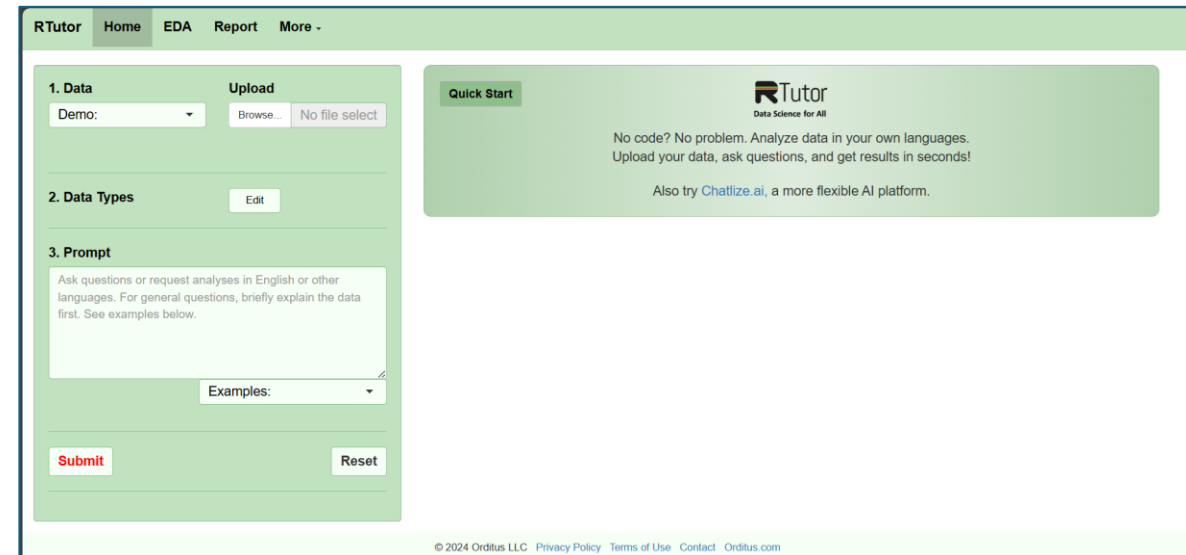 RTutor Home EDA Report More -
1. Data Upload
Demo: Browse... No file select
2. Data Types Edit
3. Prompt
Ask questions or request analyses in English or other
languages. For general questions, briefly explain the data
first. See examples below.
Examples:
Submit Reset
Quick Start
RTutor
Data Science for All
No code? No problem. Analyze data in your own languages.
Upload your data, ask questions, and get results in seconds!
Also try Chatlize.ai, a more flexible AI platform.
© 2024 Orditus LLC Privacy Policy Terms of Use Contact Orditus.com